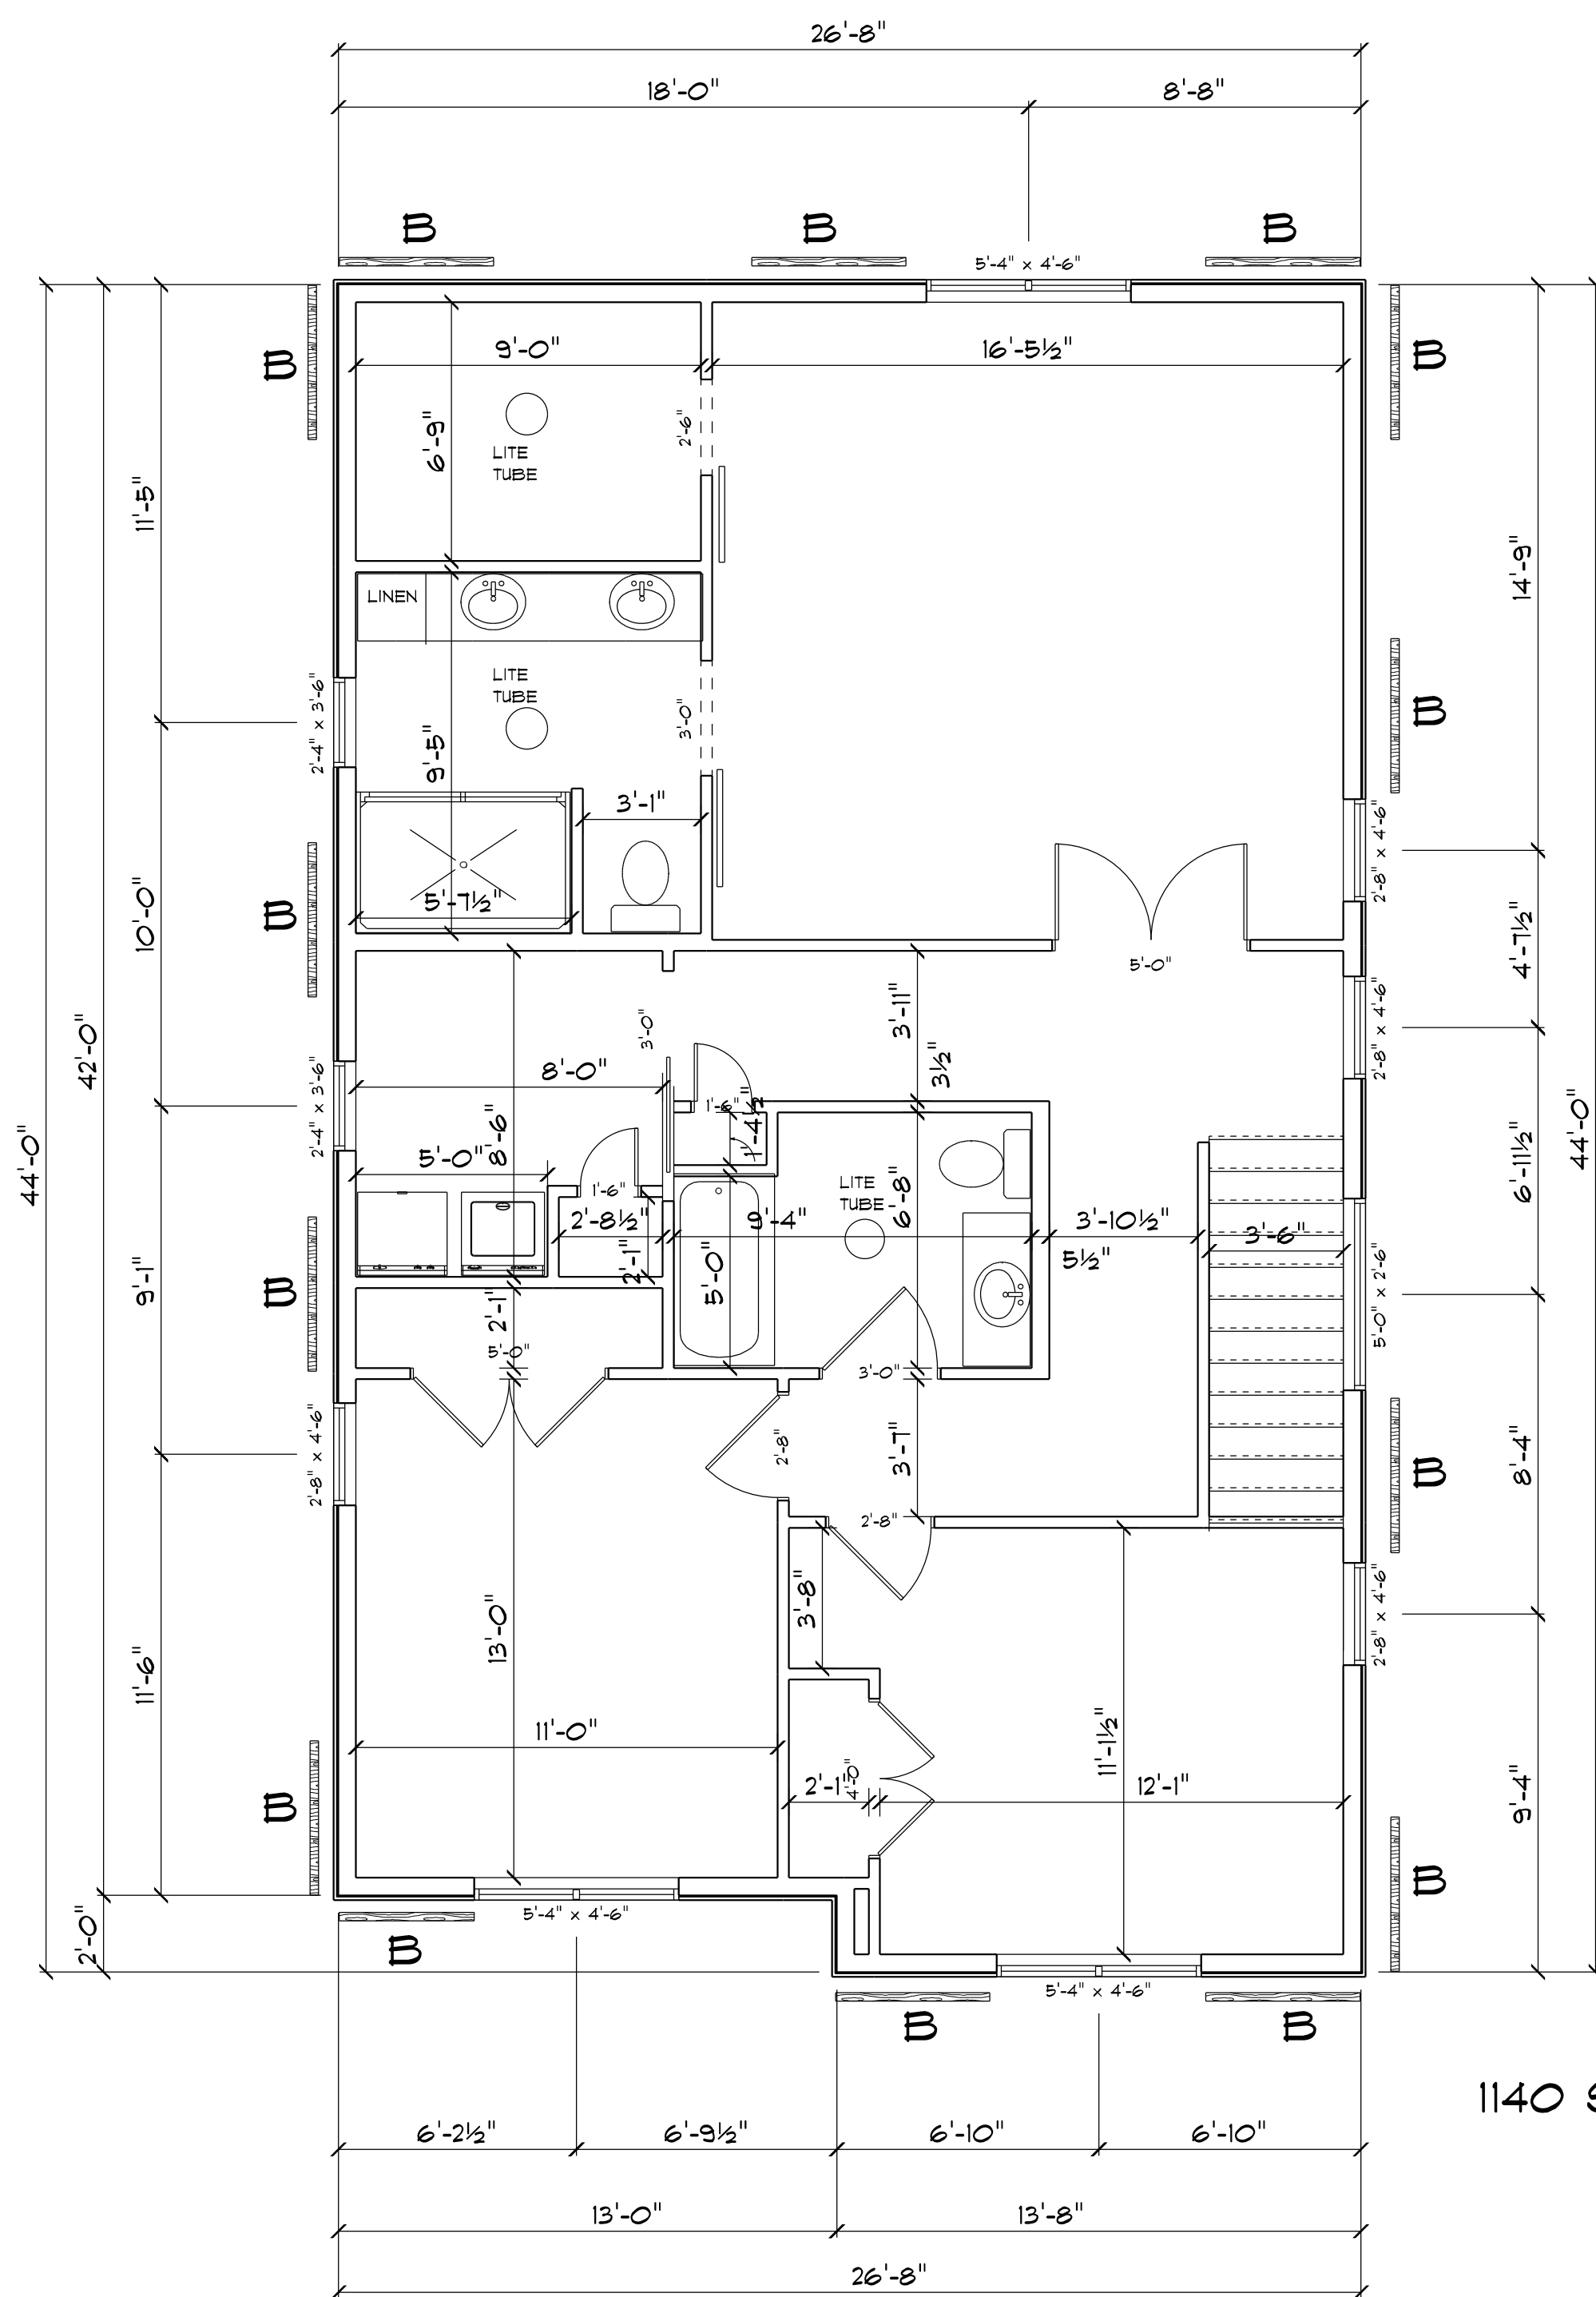 26'-8"
18'-0"
8'-8"
B
B
B
5'-4" x 4'-6"
B
B
9'-0"
16'-5½"
2'-6"
6'-9"
LITE
TUBE
11'-5"
14'-9"
LINEN
LITE
TUBE
2'-4" x 3'-6"
3'-0"
B
9'-5"
3'-1"
2'-8" x 4'-6"
5'-7½"
B
10'-0"
4'-7½"
5'-0"
3'-11"
3'-0"
2'-8" x 4'-6"
42'-0"
3½"
8'-0"
2'-4" x 3'-6"
1'-6"
1'-4½"
8'-6"
5'-0"
44'-0"
44'-0"
6'-11½"
LITE
TUBE
6'-8"
1'-6"
2'-8½"
9'-4"
3'-10½"
3'-6"
5½"
2'-1"
5'-0"
9'-1"
B
2'-1"
5'-0"
5'-0" x 2'-6"
3'-0"
2'-8" x 4'-6"
2'-8"
3'-7"
8'-4"
B
2'-8"
3'-8"
13'-0"
2'-8" x 4'-6"
11'-6"
11'-0"
11'-1½"
2'-1"
4'-0"
12'-1"
9'-4"
B
B
5'-4" x 4'-6"
2'-0"
B
5'-4" x 4'-6"
B
B
1140
6'-2½"
6'-9½"
6'-10"
6'-10"
13'-0"
13'-8"
26'-8"